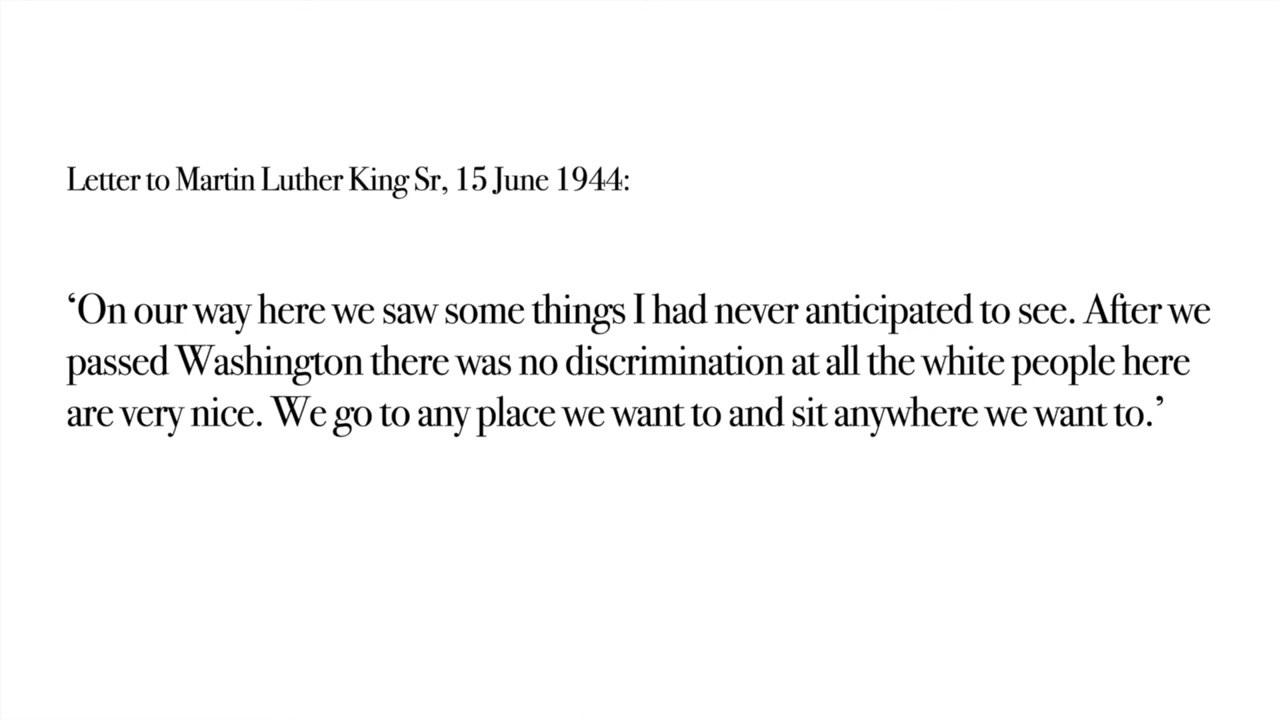 Letter to Martin Luther King Sr, 15 June 1944:
‘On our way here we saw some things I had never anticipated to see. After we
passed Washington there was no discrimination at all the white people here
are very nice. We go to any place we want to and sit anywhere we want to.’